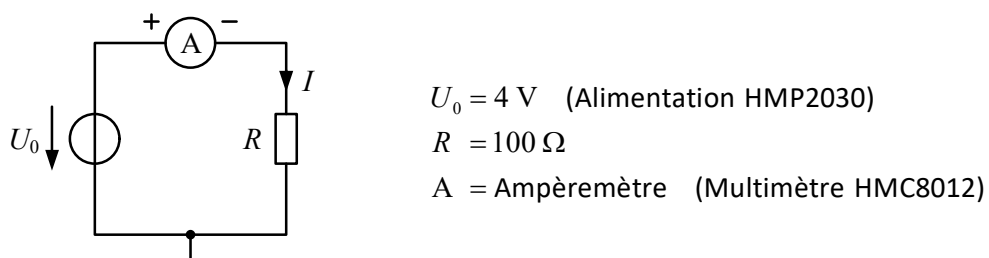 + A −
I
U₀
R
U₀ = 4 V (Alimentation HMP2030)
R = 100 Ω
A = Ampèremètre (Multimètre HMC8012)